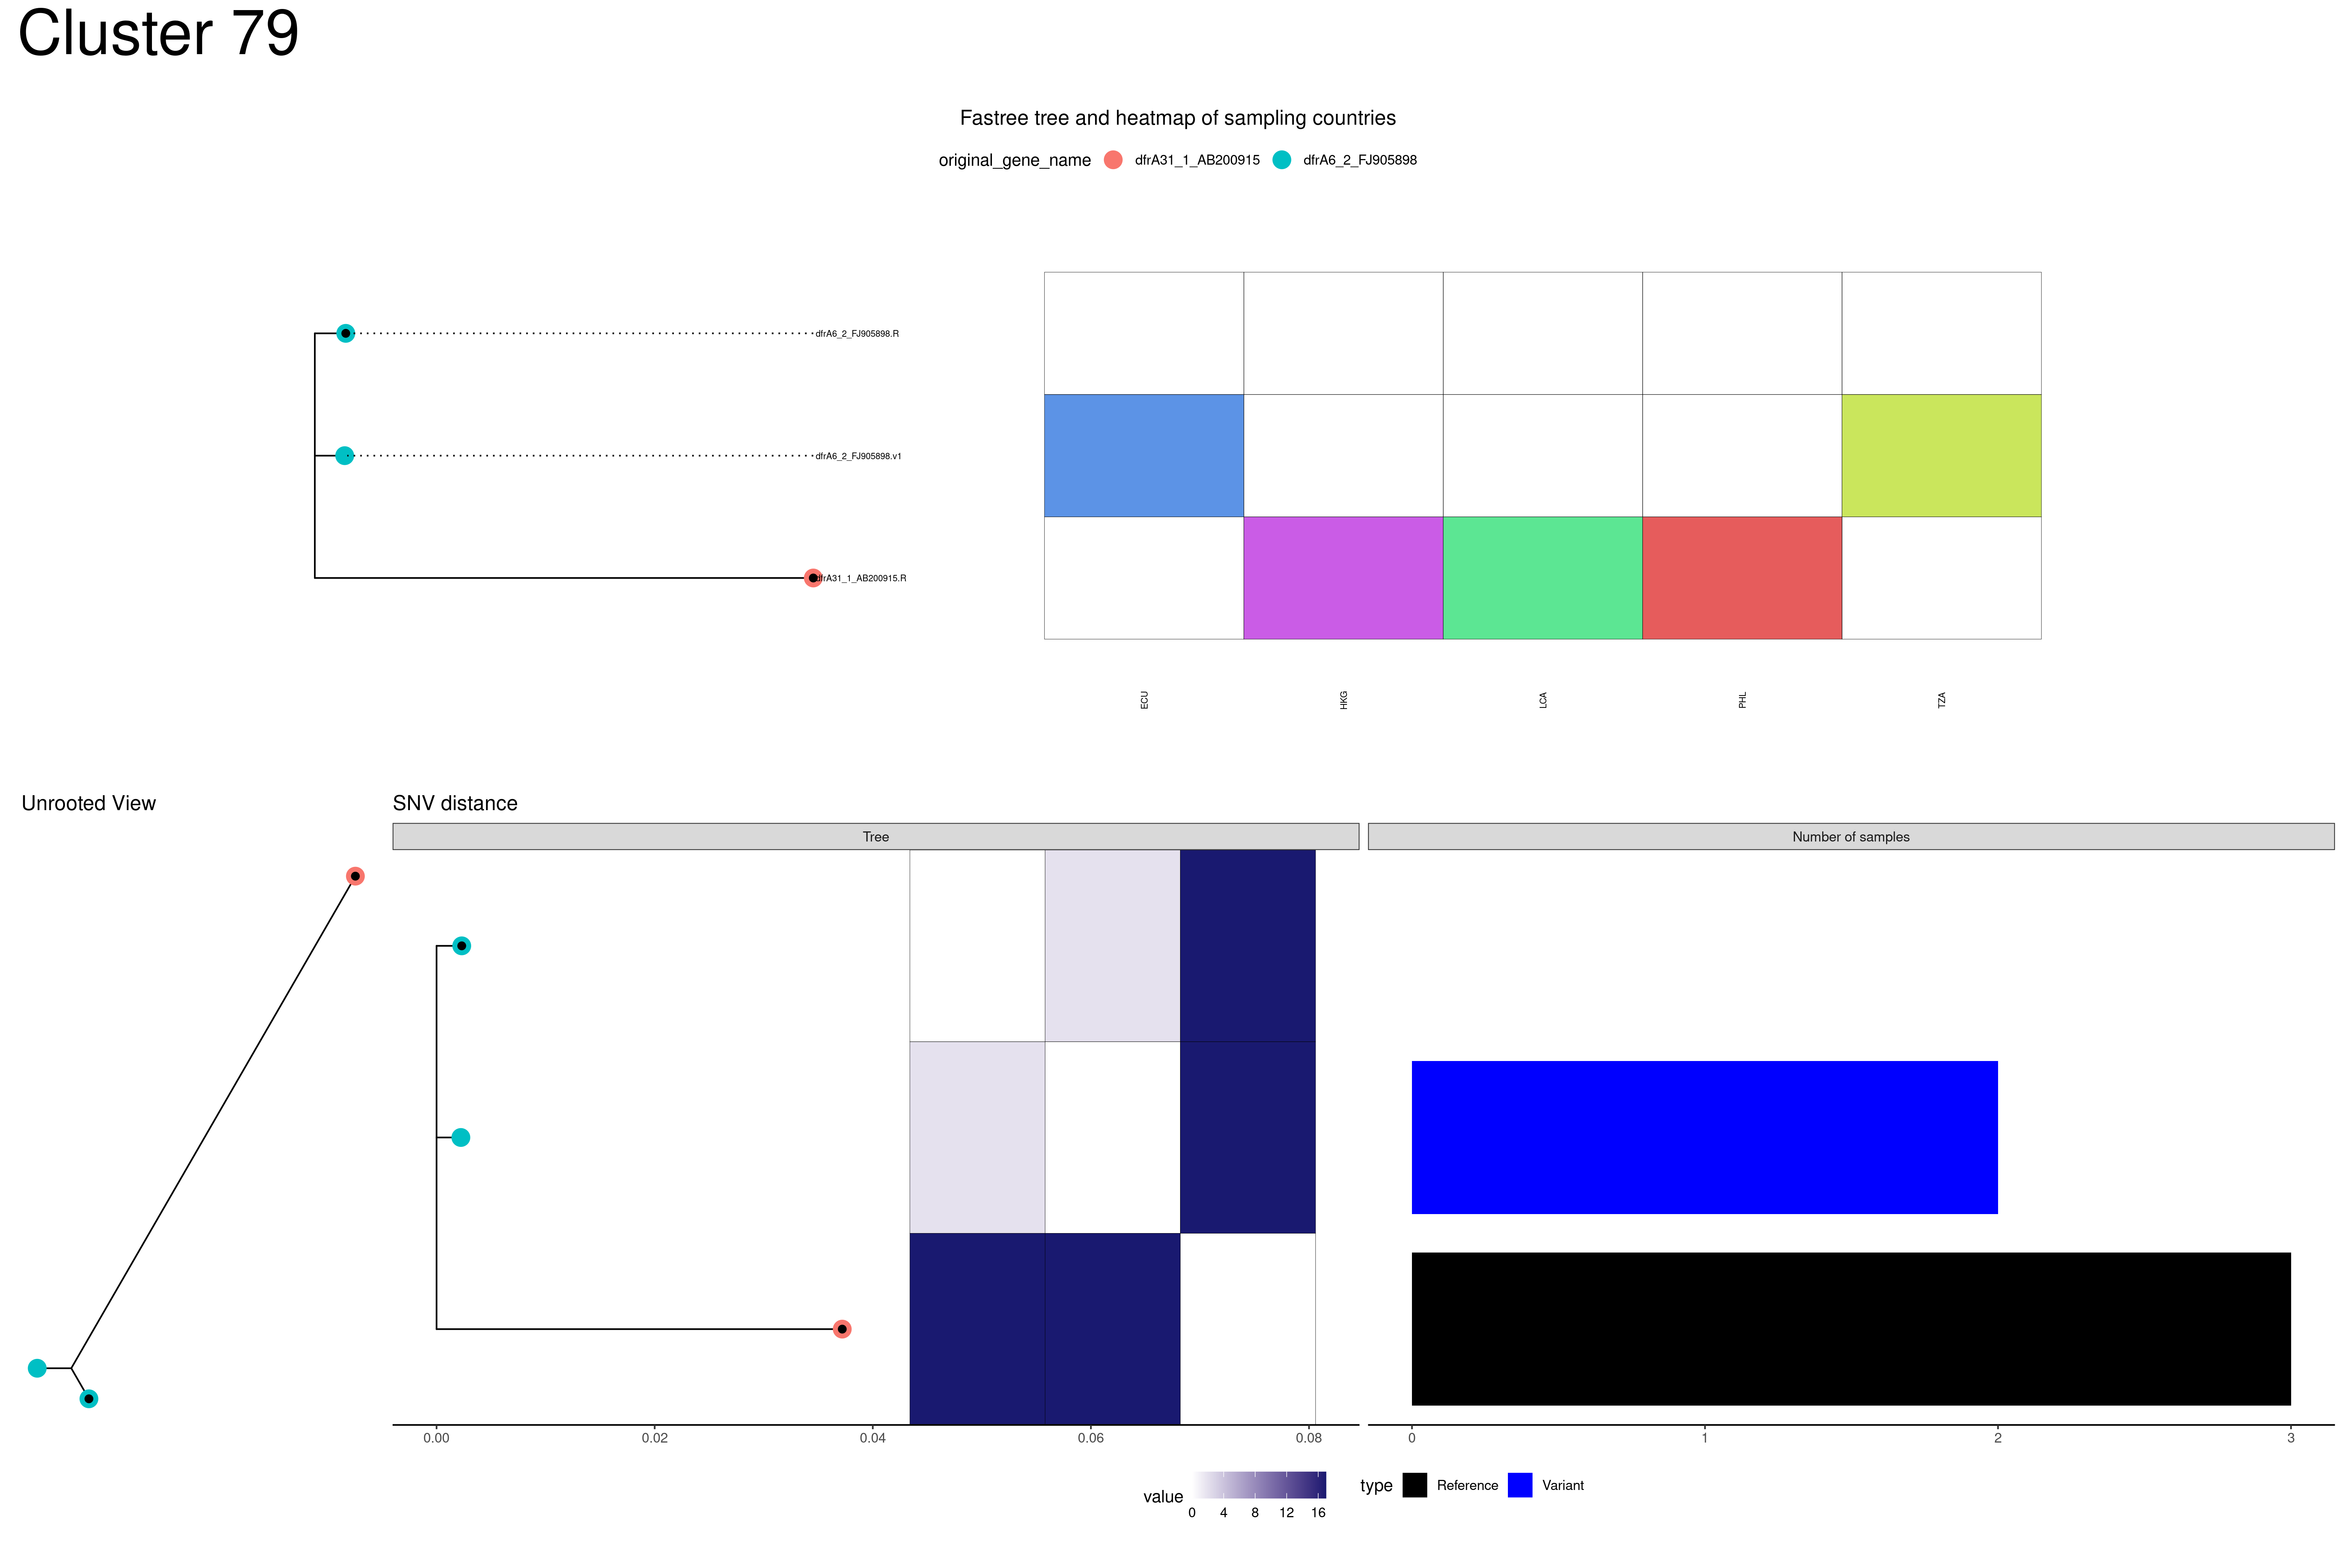 Cluster 79
Fastree tree and heatmap of sampling countries
original_gene_name dfrA31_1_AB200915 dfrA6_2_FJ905898
dfrA6_2_FJ905898.R
dfrA6_2_FJ905898.v1
dfrA31_1_AB200915.R
ECU HKG LCA PHL TZA
Unrooted View SNV distance
Tree Number of samples
0.00 0.02 0.04 0.06 0.08 0 1 2 3
value 0 4 8 12 16 type Reference Variant